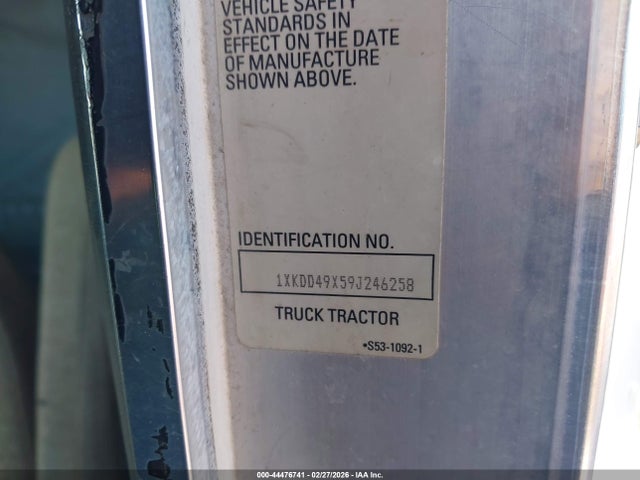 VEHICLE SAFETY
STANDARDS IN
EFFECT ON THE DATE
OF MANUFACTURE
SHOWN ABOVE.
IDENTIFICATION NO.
1XKDD49X59J246258
TRUCK TRACTOR
•S53-1092-1
000-44476741 - 02/27/2026 - IAA Inc.